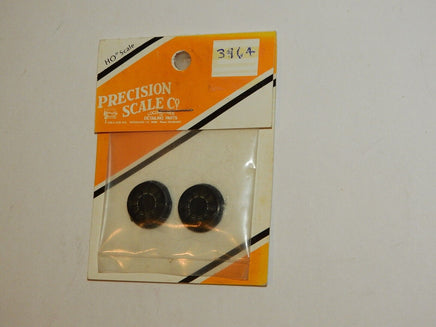 HO" Scale
3964
PRECISION
SCALE Co
DETAILING PARTS